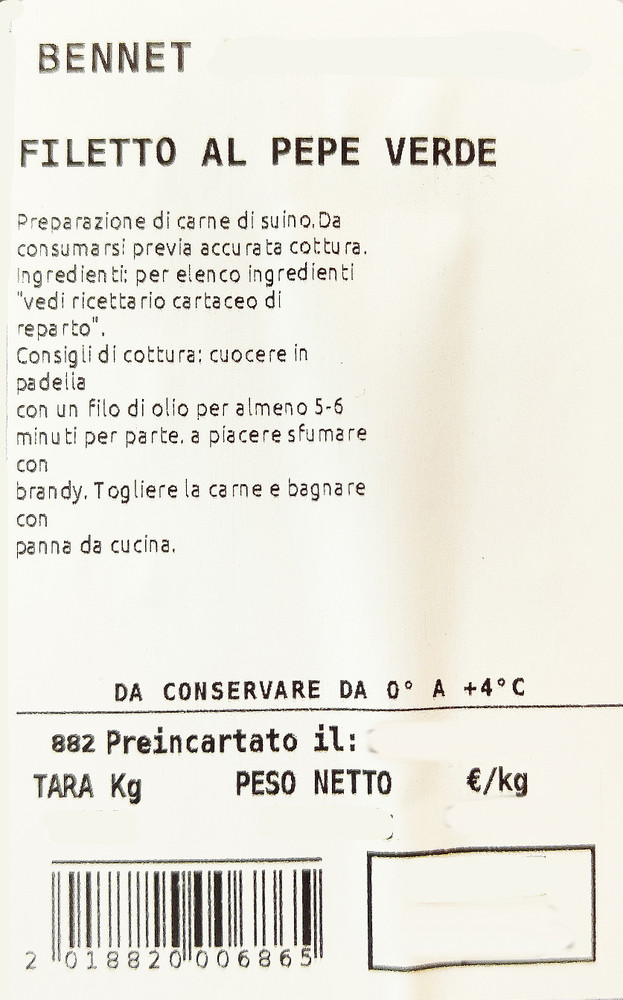 BENNET
FILETTO AL PEPE VERDE
Preparazione di carne di suino.Da
consumarsi previa accurata cottura.
Ingredienti: per elenco ingredienti
"vedi ricettario cartaceo di
reparto".
Consigli di cottura: cuocere in
padella
con un filo di olio per almeno 5-6
minuti per parte, a piacere sfumare
con
brandy. Togliere la carne e bagnare
con
panna da cucina.
DA CONSERVARE DA 0° A +4°C
882 Preincartato il:
TARA Kg PESO NETTO €/kg
2 018820 006865